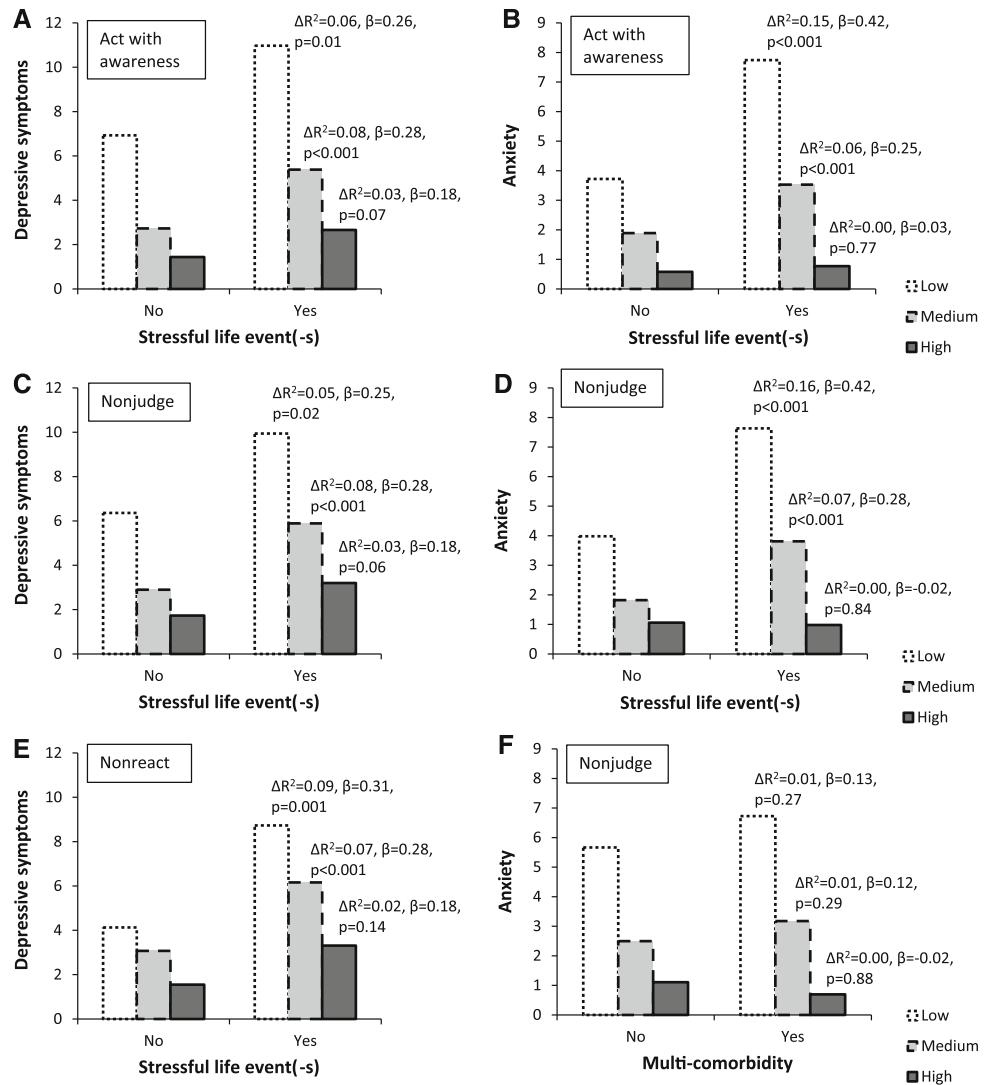 A
Act with
awareness
ΔR²=0.06, β=0.26,
p=0.01
ΔR²=0.08, β=0.28,
p<0.001
ΔR²=0.03, β=0.18,
p=0.07
Depressive symptoms
12
10
8
6
4
2
0
No
Yes
Stressful life event(-s)
B
Act with
awareness
ΔR²=0.15, β=0.42,
p<0.001
ΔR²=0.06, β=0.25,
p<0.001
ΔR²=0.00, β=0.03,
p=0.77
Anxiety
9
8
7
6
5
4
3
2
1
0
No
Yes
Stressful life event(-s)
Low
Medium
High
C
Nonjudge
ΔR²=0.05, β=0.25,
p=0.02
ΔR²=0.08, β=0.28,
p<0.001
ΔR²=0.03, β=0.18,
p=0.06
Depressive symptoms
12
10
8
6
4
2
0
No
Yes
Stressful life event(-s)
D
Nonjudge
ΔR²=0.16, β=0.42,
p<0.001
ΔR²=0.07, β=0.28,
p<0.001
ΔR²=0.00, β=-0.02,
p=0.84
Anxiety
9
8
7
6
5
4
3
2
1
0
No
Yes
Stressful life event(-s)
Low
Medium
High
E
Nonreact
ΔR²=0.09, β=0.31,
p=0.001
ΔR²=0.07, β=0.28,
p<0.001
ΔR²=0.02, β=0.18,
p=0.14
Depressive symptoms
12
10
8
6
4
2
0
No
Yes
Stressful life event(-s)
F
Nonjudge
ΔR²=0.01, β=0.13,
p=0.27
ΔR²=0.01, β=0.12,
p=0.29
ΔR²=0.00, β=-0.02,
p=0.88
Anxiety
9
8
7
6
5
4
3
2
1
0
No
Yes
Multi-comorbidity
Low
Medium
High